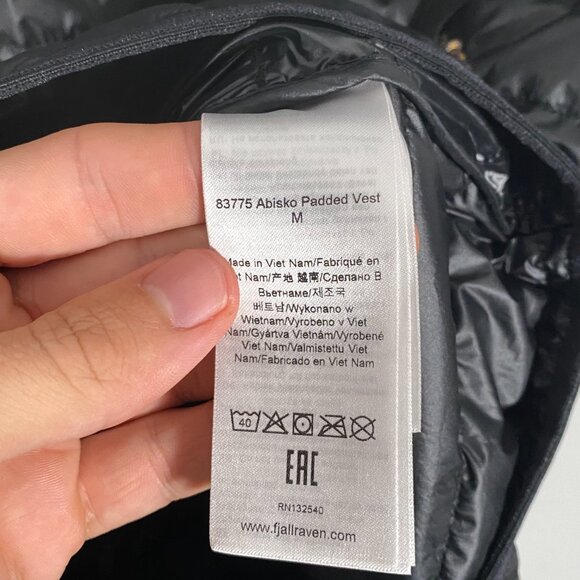 83775 Abisko Padded Vest
M
Made in Viet Nam/Fabriqué en
Viet Nam/产地 越南/Сделано В
Вьетнаме/제조국
베트남/Wykonano w
Wietnam/Vyrobeno v Viet
Nam/Gyártva Vietnám/Vyrobené
Viet Nam/Valmistettu Viet
Nam/Fabricado en Viet Nam
40
EAC
RN132540
www.fjallraven.com